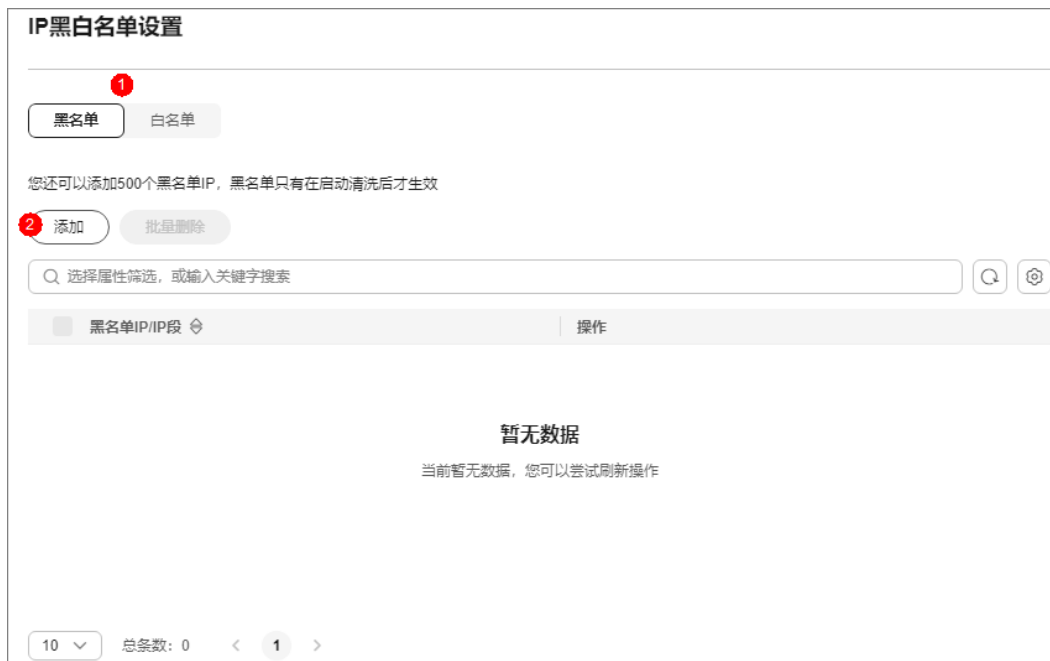 IP黑白名单设置
1
黑名单 白名单
您还可以添加500个黑名单IP，黑名单只有在启动清洗后才生效
2 添加 批量删除
选择属性筛选，或输入关键字搜索
黑名单IP/IP段 操作
暂无数据
当前暂无数据，您可以尝试刷新操作
10 总条数：0 < 1 >